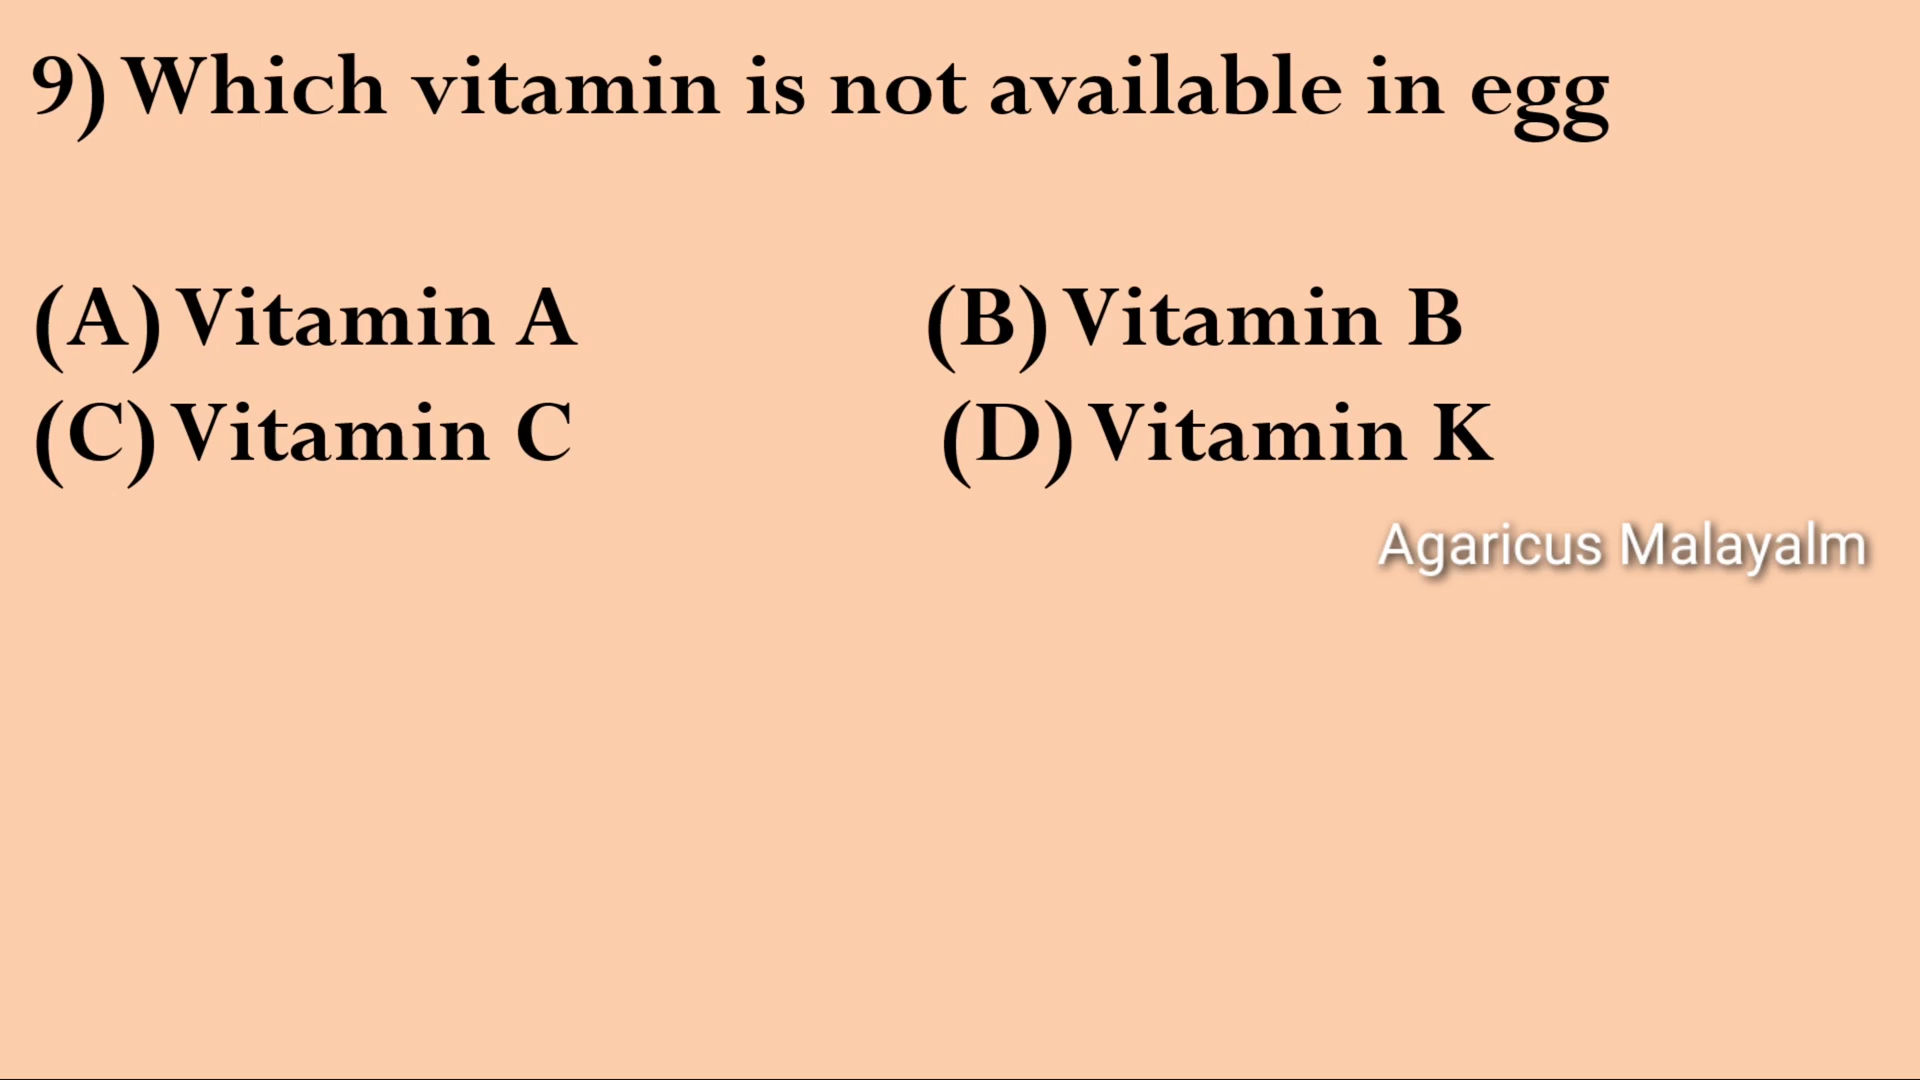 9) Which vitamin is not available in egg
(A) Vitamin A (B) Vitamin B
(C) Vitamin C (D) Vitamin K
Agaricus Malayalm